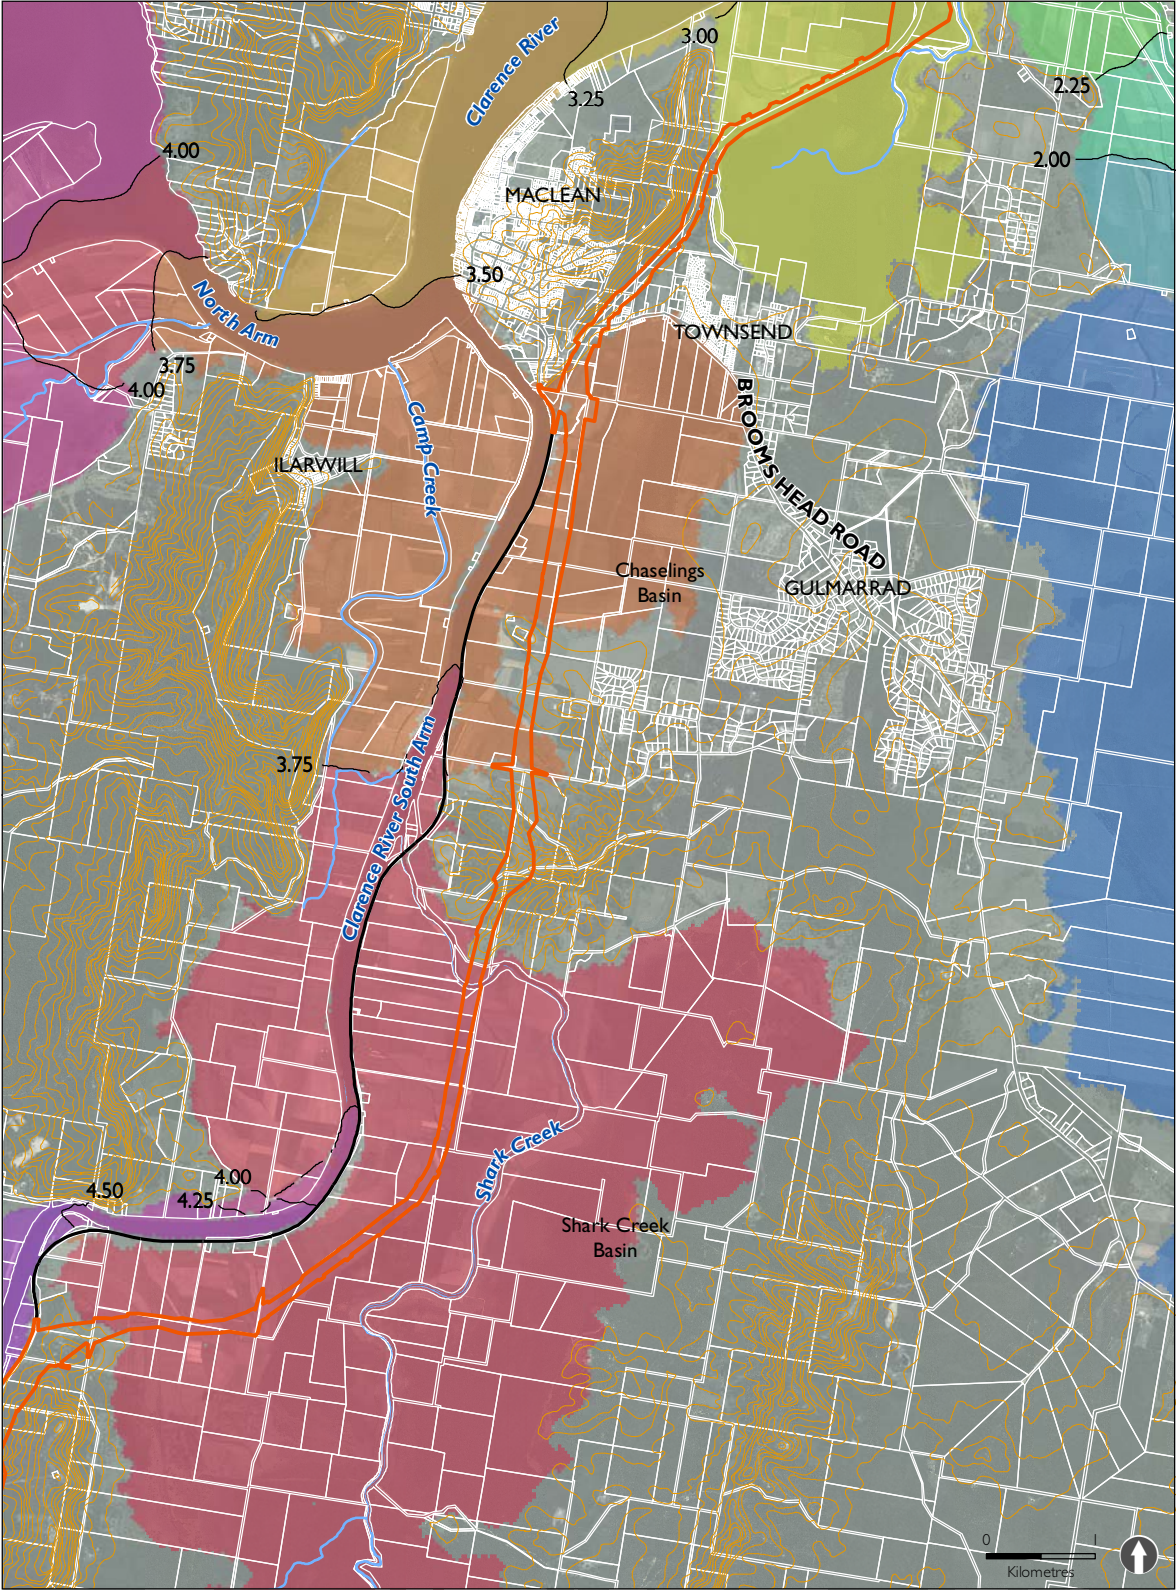 Clarence River
3.00
3.25
2.25
4.00
2.00
MACLEAN
3.50
North Arm
TOWNSEND
3.75
4.00
BROOMS HEAD ROAD
Camp Creek
ILARWILL
Chaselings
Basin
GULMARRAD
Clarence River South Arm
3.75
Shark Creek
4.00
4.50
4.25
Shark Creek
Basin
0
1
Kilometres